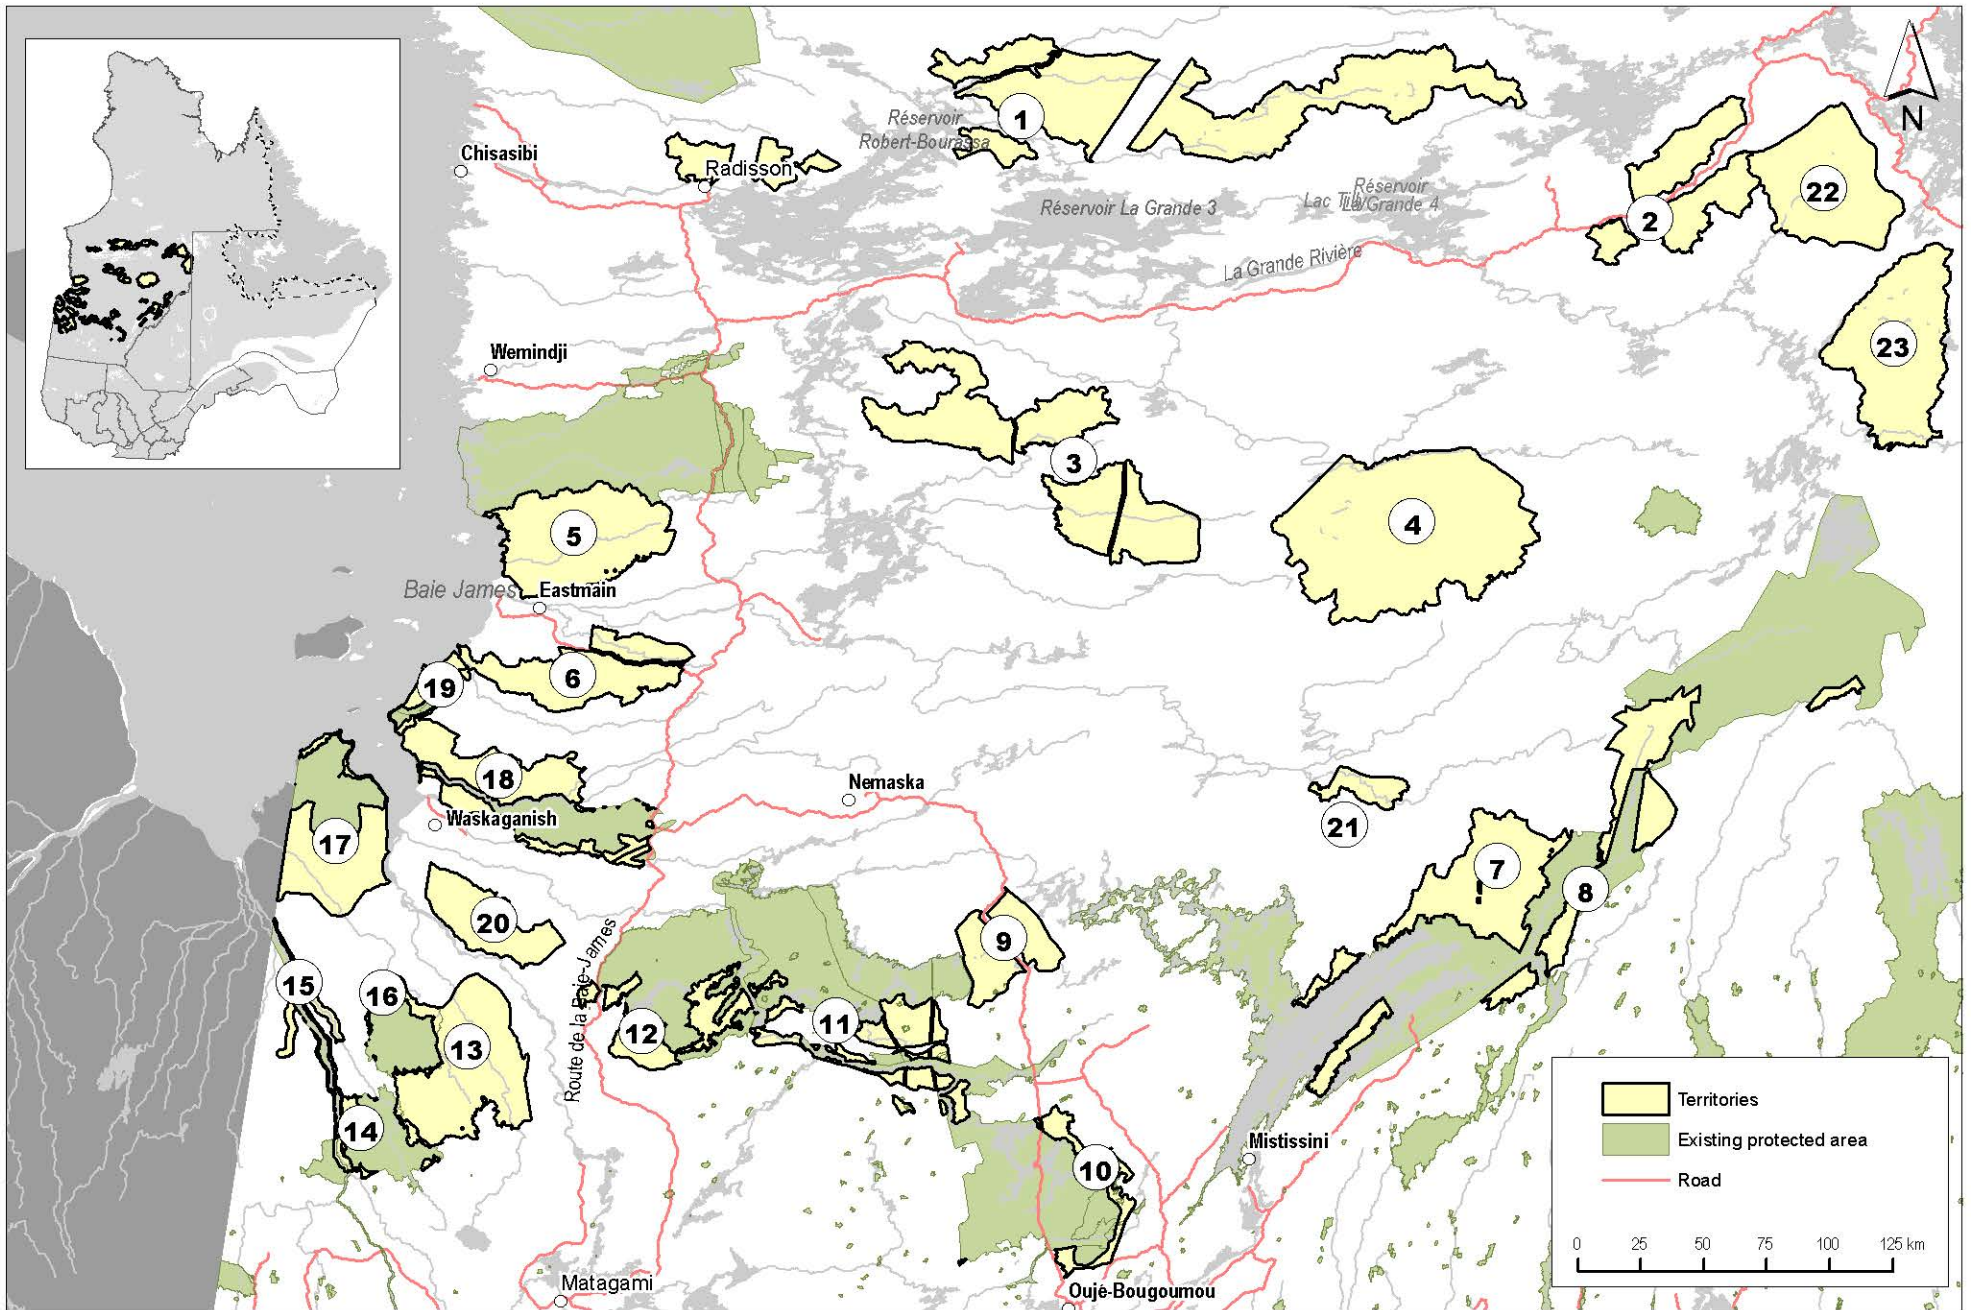 N
1
Réservoir
Robert-Bourassa
Chisasibi
Radisson
Réservoir La Grande 3
Réservoir
La Grande 4
Lac
2
22
La Grande Rivière
23
Wemindji
3
4
5
Baie James
Eastmain
6
19
18
Nemaska
17
Waskaganish
21
7
8
20
9
Route de la Baie-James
15
16
12
11
13
14
10
Mistissini
Matagami
Oujé-Bougoumou
Territories
Existing protected area
Road
0 25 50 75 100 125 km